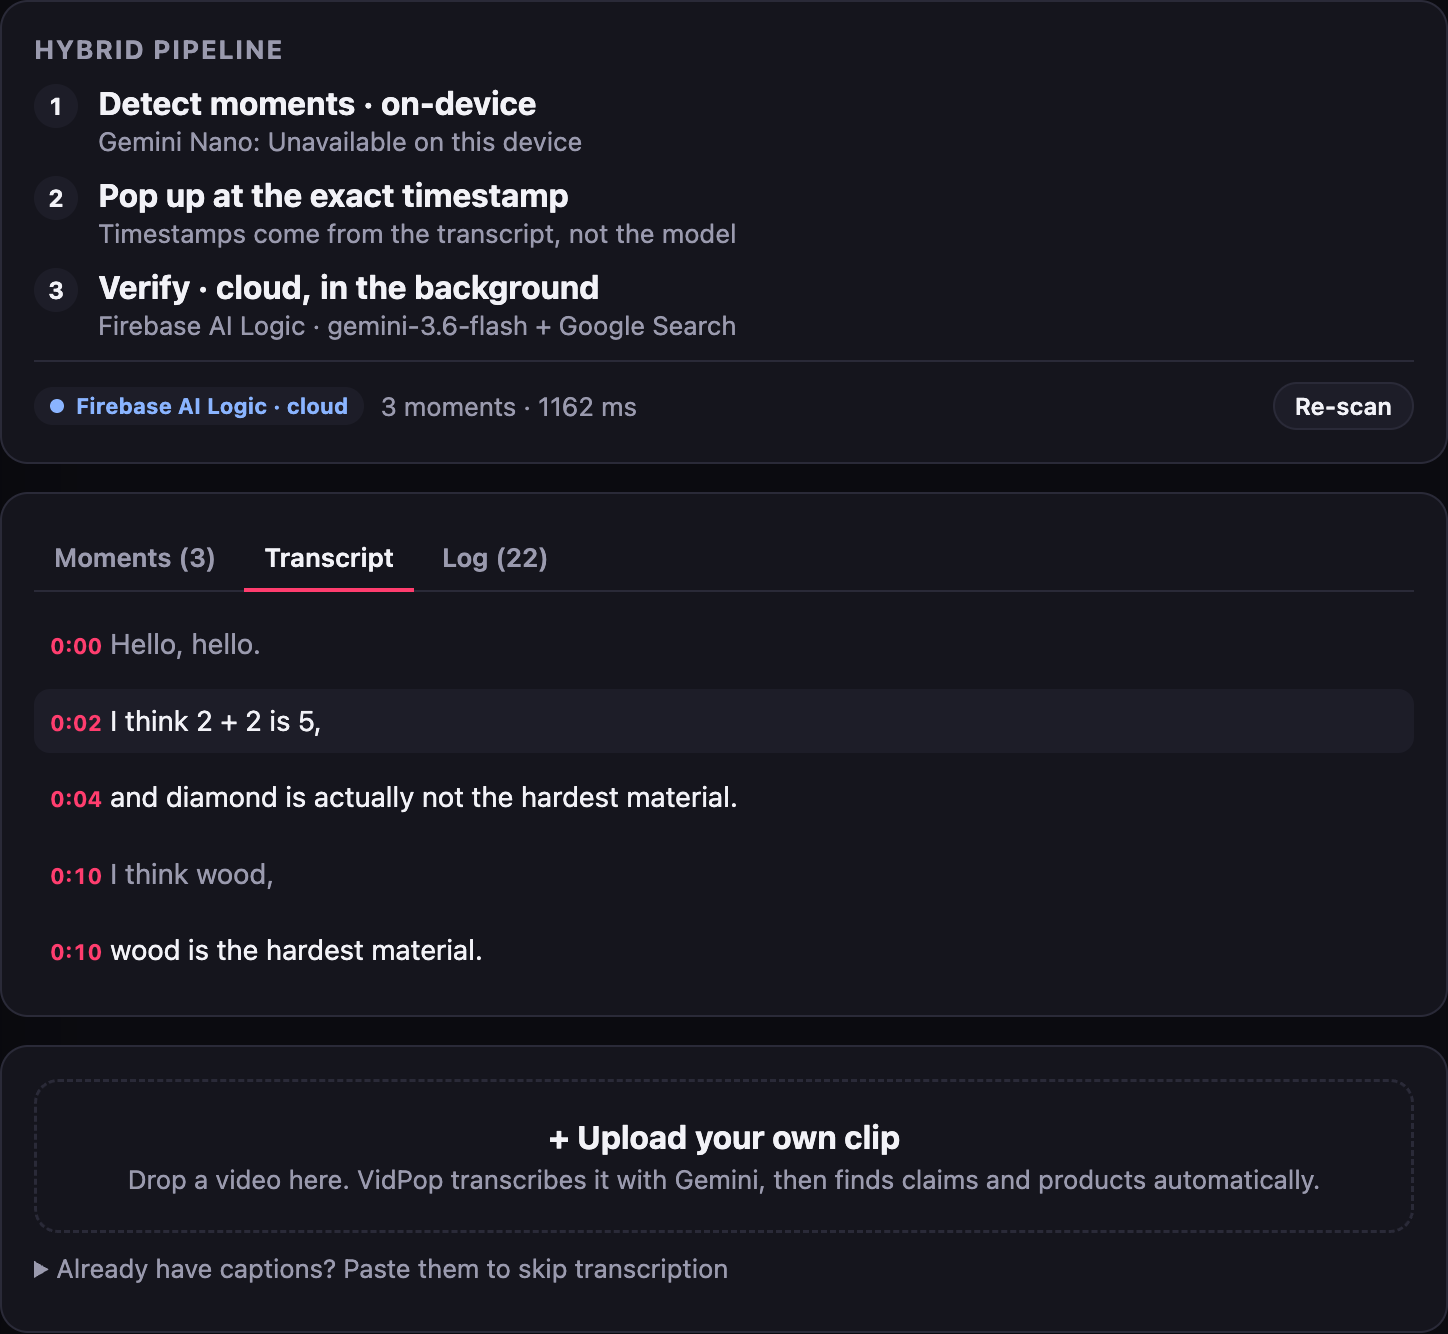 HYBRID PIPELINE
1 Detect moments · on-device
Gemini Nano: Unavailable on this device
2 Pop up at the exact timestamp
Timestamps come from the transcript, not the model
3 Verify · cloud, in the background
Firebase AI Logic · gemini-3.6-flash + Google Search
Firebase AI Logic · cloud 3 moments · 1162 ms Re-scan
Moments (3) Transcript Log (22)
0:00 Hello, hello.
0:02 I think 2 + 2 is 5,
0:04 and diamond is actually not the hardest material.
0:10 I think wood,
0:10 wood is the hardest material.
+ Upload your own clip
Drop a video here. VidPop transcribes it with Gemini, then finds claims and products automatically.
Already have captions? Paste them to skip transcription